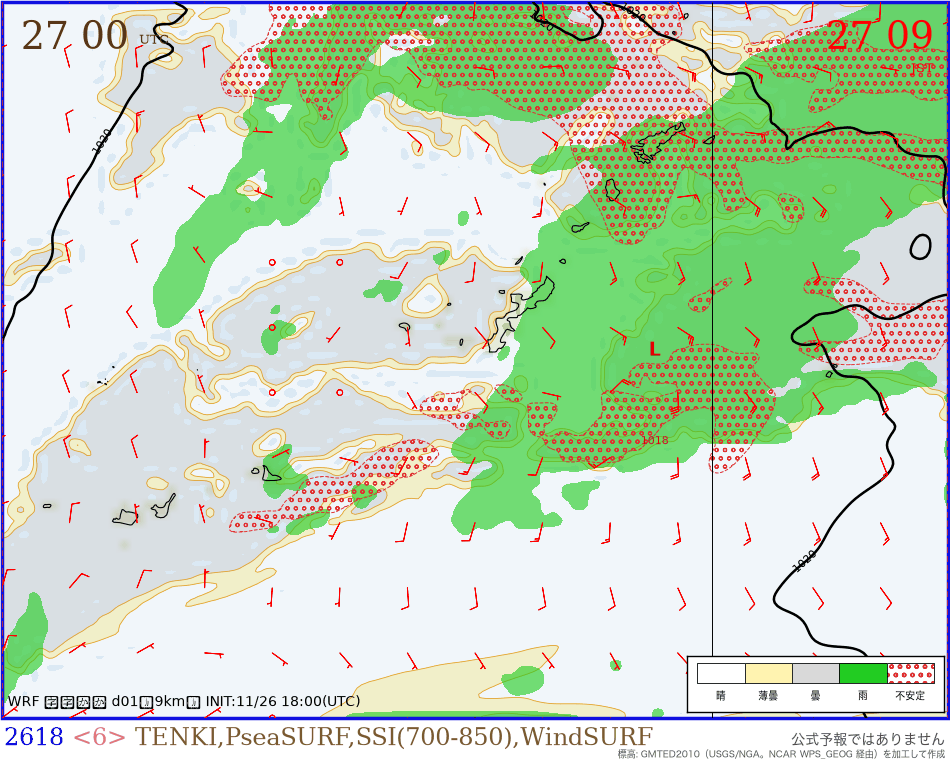 27 00 UTC
27 09
JST
1020
L
1018
1020
晴 薄曇 曇 雨 不安定
WRF d01 9km INIT:11/26 18:00(UTC)
2618 <6> TENKI,PseaSURF,SSI(700-850),WindSURF
公式予報ではありません
標高: GMTED2010（USGS/NGA。NCAR WPS_GEOG 経由）を加工して作成